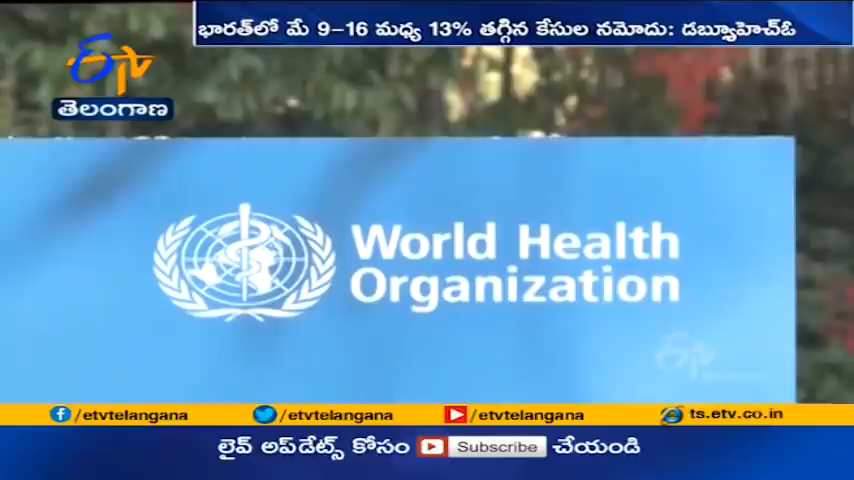 భారత్‌లో మే 9-16 మధ్య 13% తగ్గిన కేసుల నమోదు: డబ్ల్యూహెచ్ఓ
ETV
తెలంగాణ
World Health
Organization
ETV
/etvtelangana /etvtelangana /etvtelangana ts.etv.co.in
లైవ్ అప్‌డేట్స్ కోసం Subscribe చేయండి